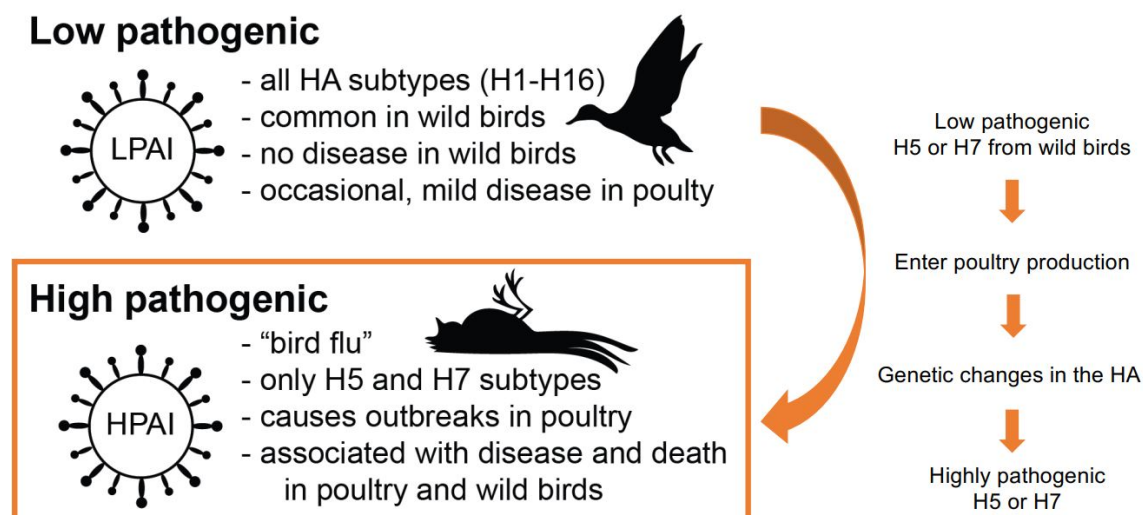 Low pathogenic
LPAI
- all HA subtypes (H1-H16)
- common in wild birds
- no disease in wild birds
- occasional, mild disease in poulty
High pathogenic
HPAI
- “bird flu”
- only H5 and H7 subtypes
- causes outbreaks in poultry
- associated with disease and death
in poultry and wild birds
Low pathogenic
H5 or H7 from wild birds
Enter poultry production
Genetic changes in the HA
Highly pathogenic
H5 or H7